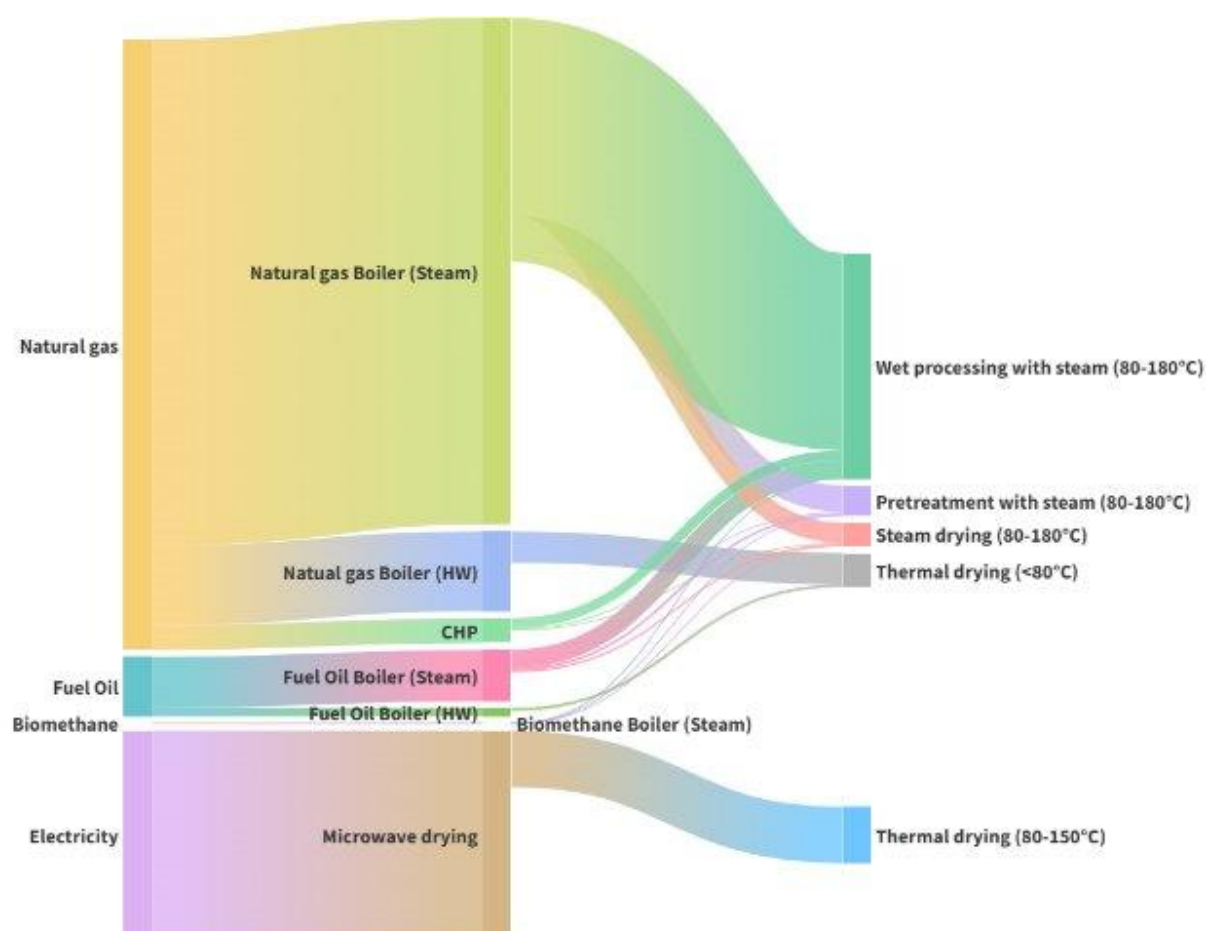 Natural gas
Fuel Oil
Biomethane
Electricity
Natural gas Boiler (Steam)
Natual gas Boiler (HW)
CHP
Fuel Oil Boiler (Steam)
Fuel Oil Boiler (HW)
Biomethane Boiler (Steam)
Microwave drying
Wet processing with steam (80-180°C)
Pretreatment with steam (80-180°C)
Steam drying (80-180°C)
Thermal drying (<80°C)
Thermal drying (80-150°C)